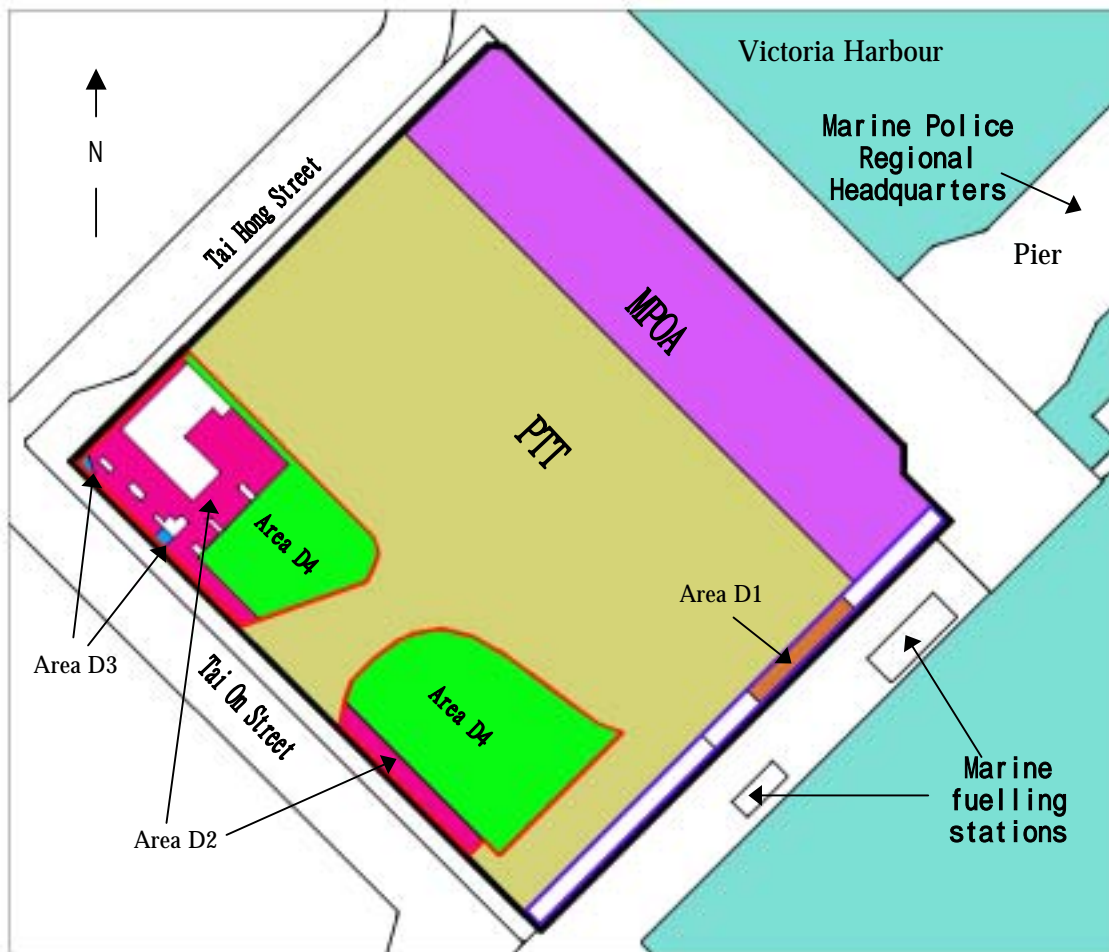 Victoria Harbour
Marine Police
Regional
Headquarters
N
Tai Hong Street
Pier
MPOA
PTT
Area D4
Area D1
Area D3
Tai On Street
Area D4
Marine
fuelling
stations
Area D2